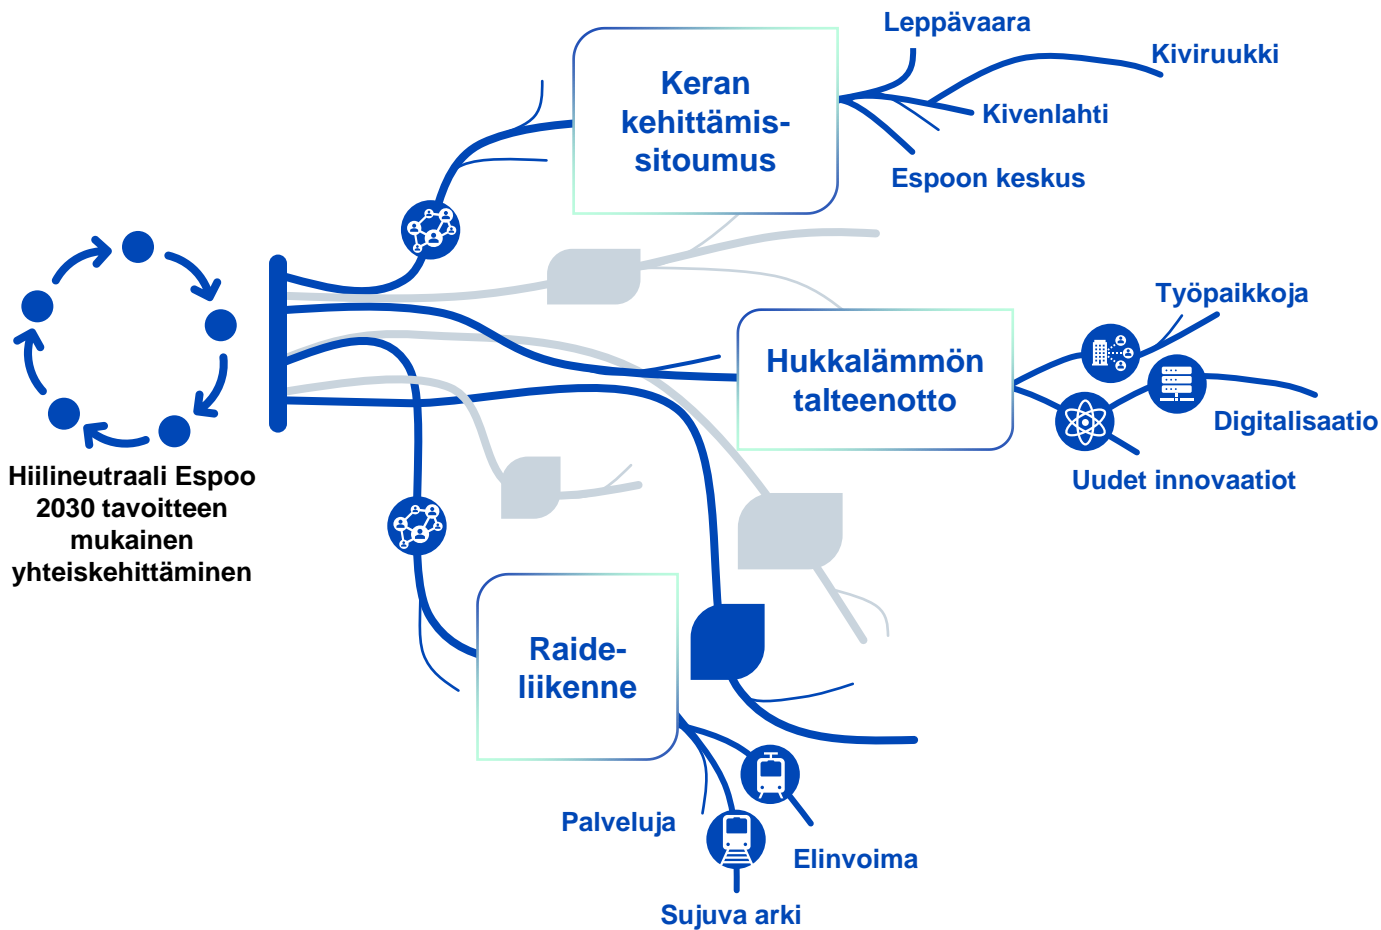 Hiilineutraali Espoo
2030 tavoitteen
mukainen
yhteiskehittäminen
Keran
kehittämis-
sitoumus
Leppävaara
Kiviruukki
Kivenlahti
Espoon keskus
Hukkalämmön
talteenotto
Työpaikkoja
Digitalisaatio
Uudet innovaatiot
Raide-
liikenne
Palveluja
Elinvoima
Sujuva arki